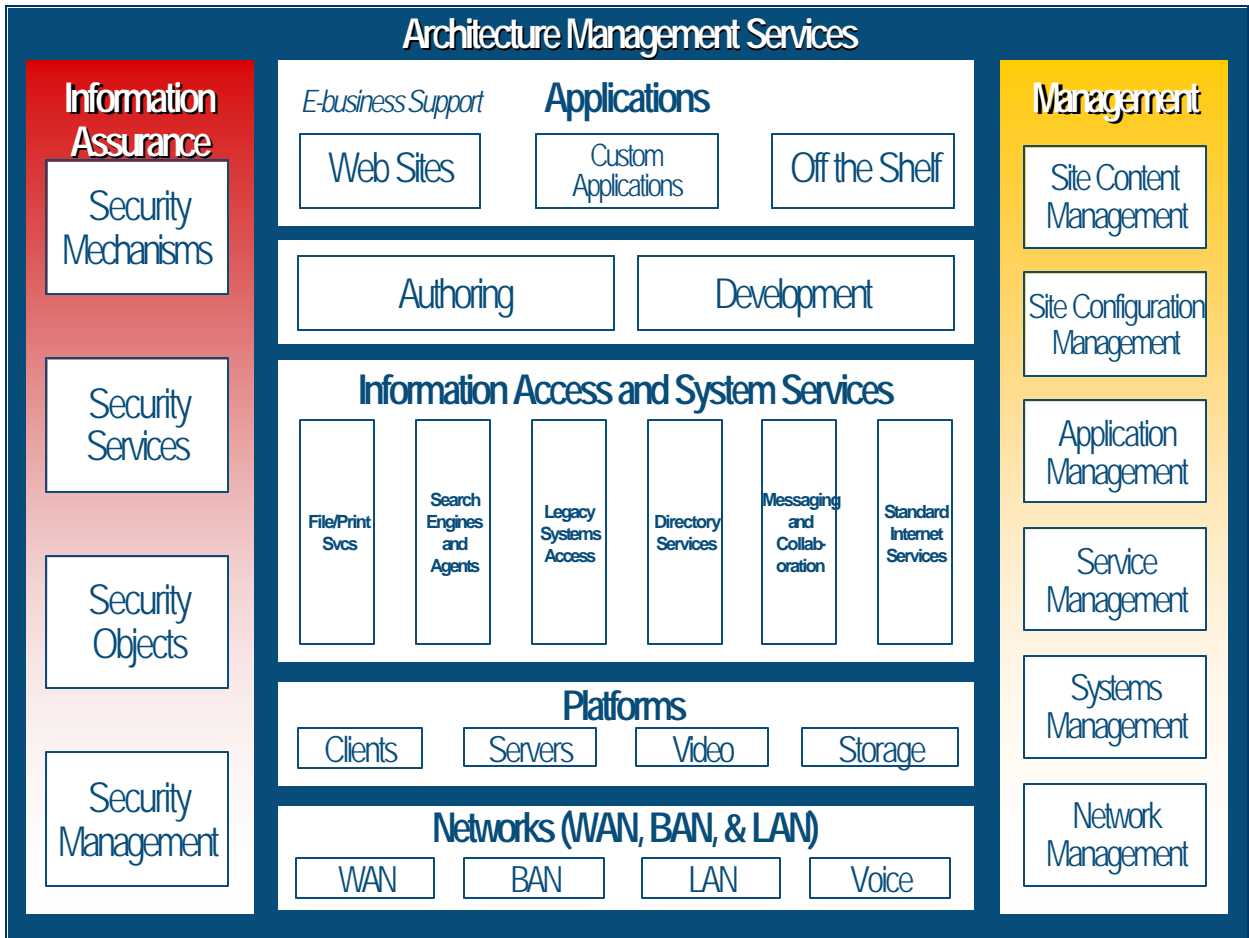 Architecture Management Services
Information
Assurance
Security
Mechanisms
Security
Services
Security
Objects
Security
Management
E-business Support
Applications
Web Sites
Custom
Applications
Off the Shelf
Authoring
Development
Information Access and System Services
File/Print
Svcs
Search
Engines
and
Agents
Legacy
Systems
Access
Directory
Services
Messaging
and
Collab-
oration
Standard
Internet
Services
Platforms
Clients
Servers
Video
Storage
Networks (WAN, BAN, & LAN)
WAN
BAN
LAN
Voice
Management
Site Content
Management
Site Configuration
Management
Application
Management
Service
Management
Systems
Management
Network
Management